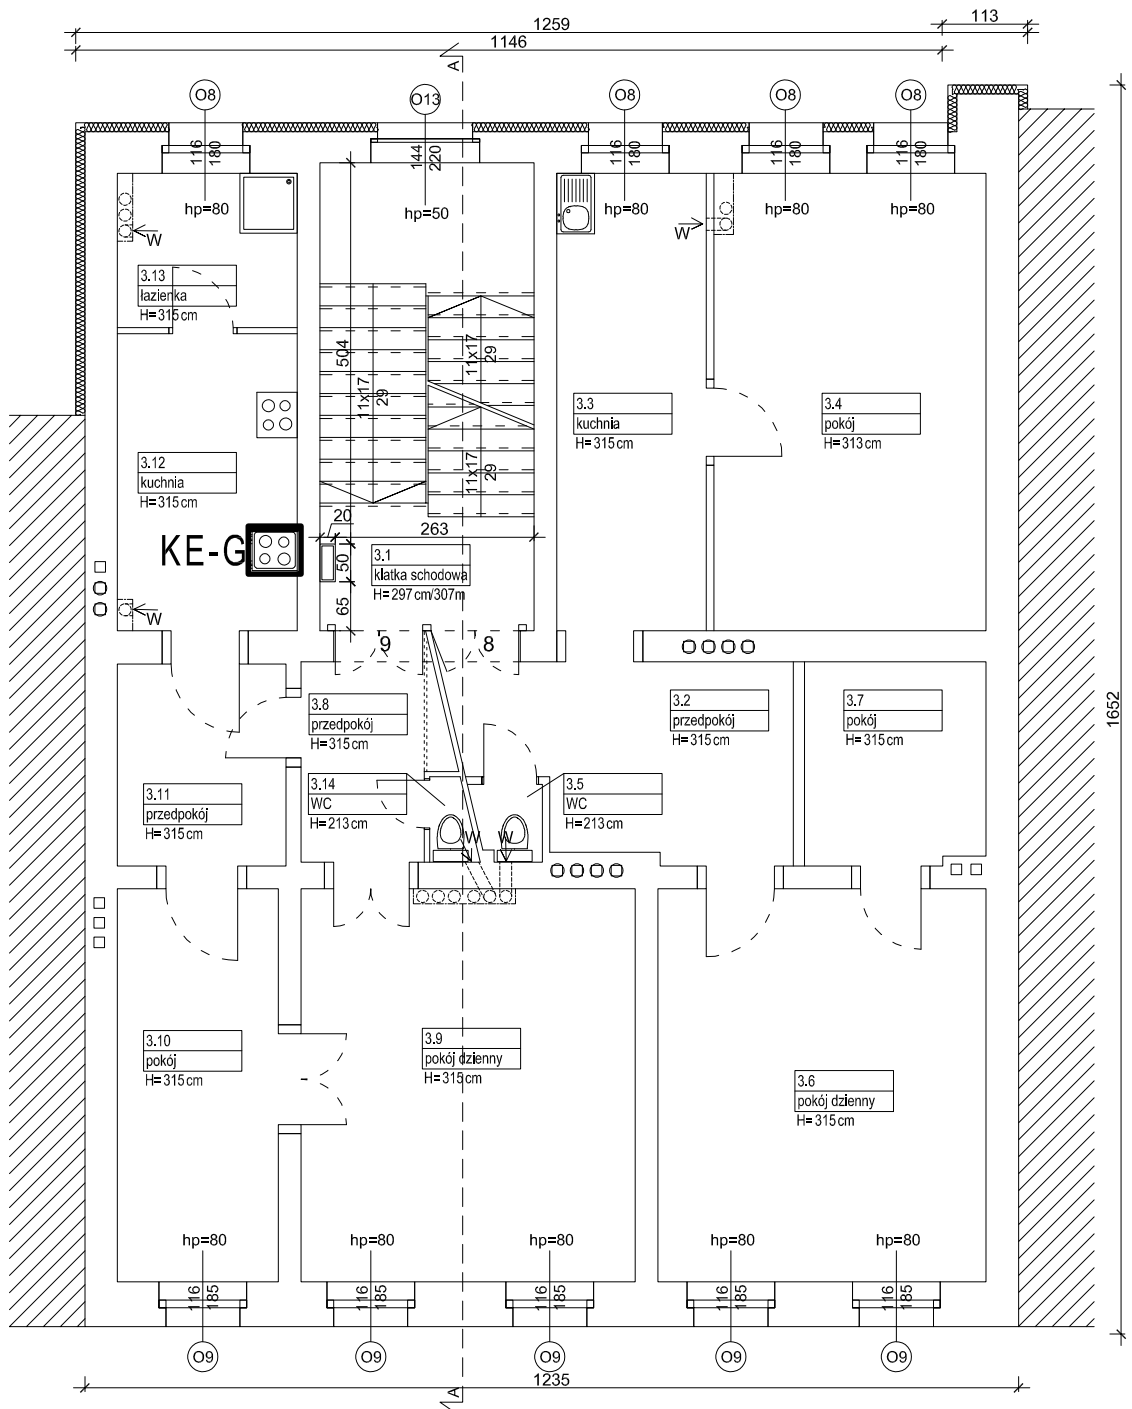 113
1259
1146
A
O8
O13
O8
O8
O8
116
180
144
220
116
180
116
180
116
180
hp=80
hp=50
hp=80
hp=80
hp=80
W
W
3.13
łazienka
H=315cm
504
11x17
29
11x17
29
3.3
kuchnia
H=315cm
3.4
pokój
H=313cm
3.12
kuchnia
H=315cm
11x17
29
20
263
KE-G
50
3.1
klatka schodowa
H=297cm/307m
65
W
9
8
3.8
przedpokój
H=315cm
3.2
przedpokój
H=315cm
3.7
pokój
H=315cm
1652
3.11
przedpokój
H=315cm
3.14
WC
H=213cm
3.5
WC
H=213cm
W
W
3.10
pokój
H=315cm
3.9
pokój dzienny
H=315cm
3.6
pokój dzienny
H=315cm
hp=80
hp=80
hp=80
hp=80
hp=80
116
185
116
185
116
185
116
185
116
185
O9
O9
O9
O9
O9
1235
A